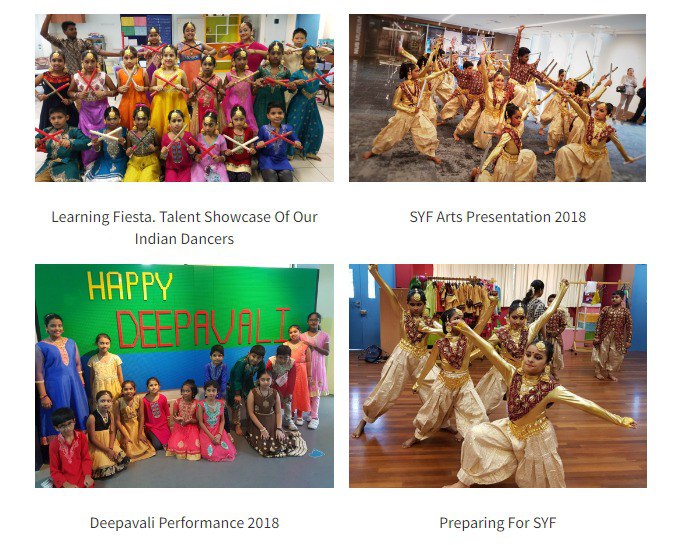 Learning Fiesta. Talent Showcase Of Our
Indian Dancers
SYF Arts Presentation 2018
HAPPY
DEEPAVALI
Deepavali Performance 2018
Preparing For SYF